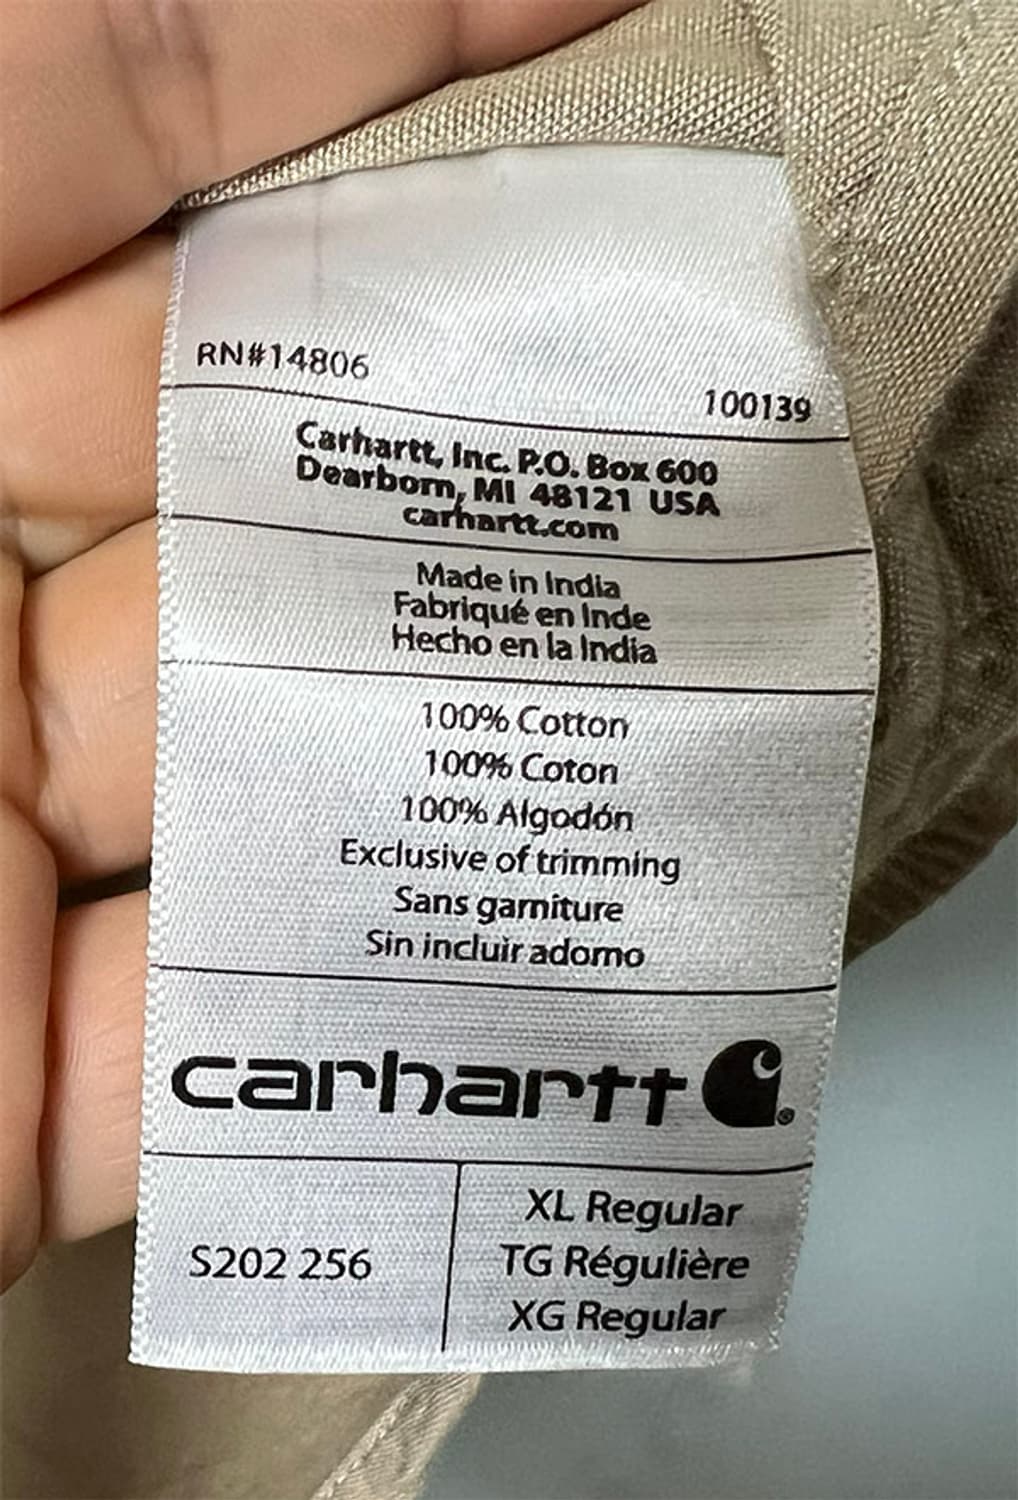 RN#14806
100139
Carhartt, Inc. P.O. Box 600
Dearborn, MI 48121 USA
carhartt.com
Made in India
Fabriqué en Inde
Hecho en la India
100% Cotton
100% Coton
100% Algodón
Exclusive of trimming
Sans garniture
Sin incluir adorno
carhartt
S202 256
XL Regular
TG Régulière
XG Regular